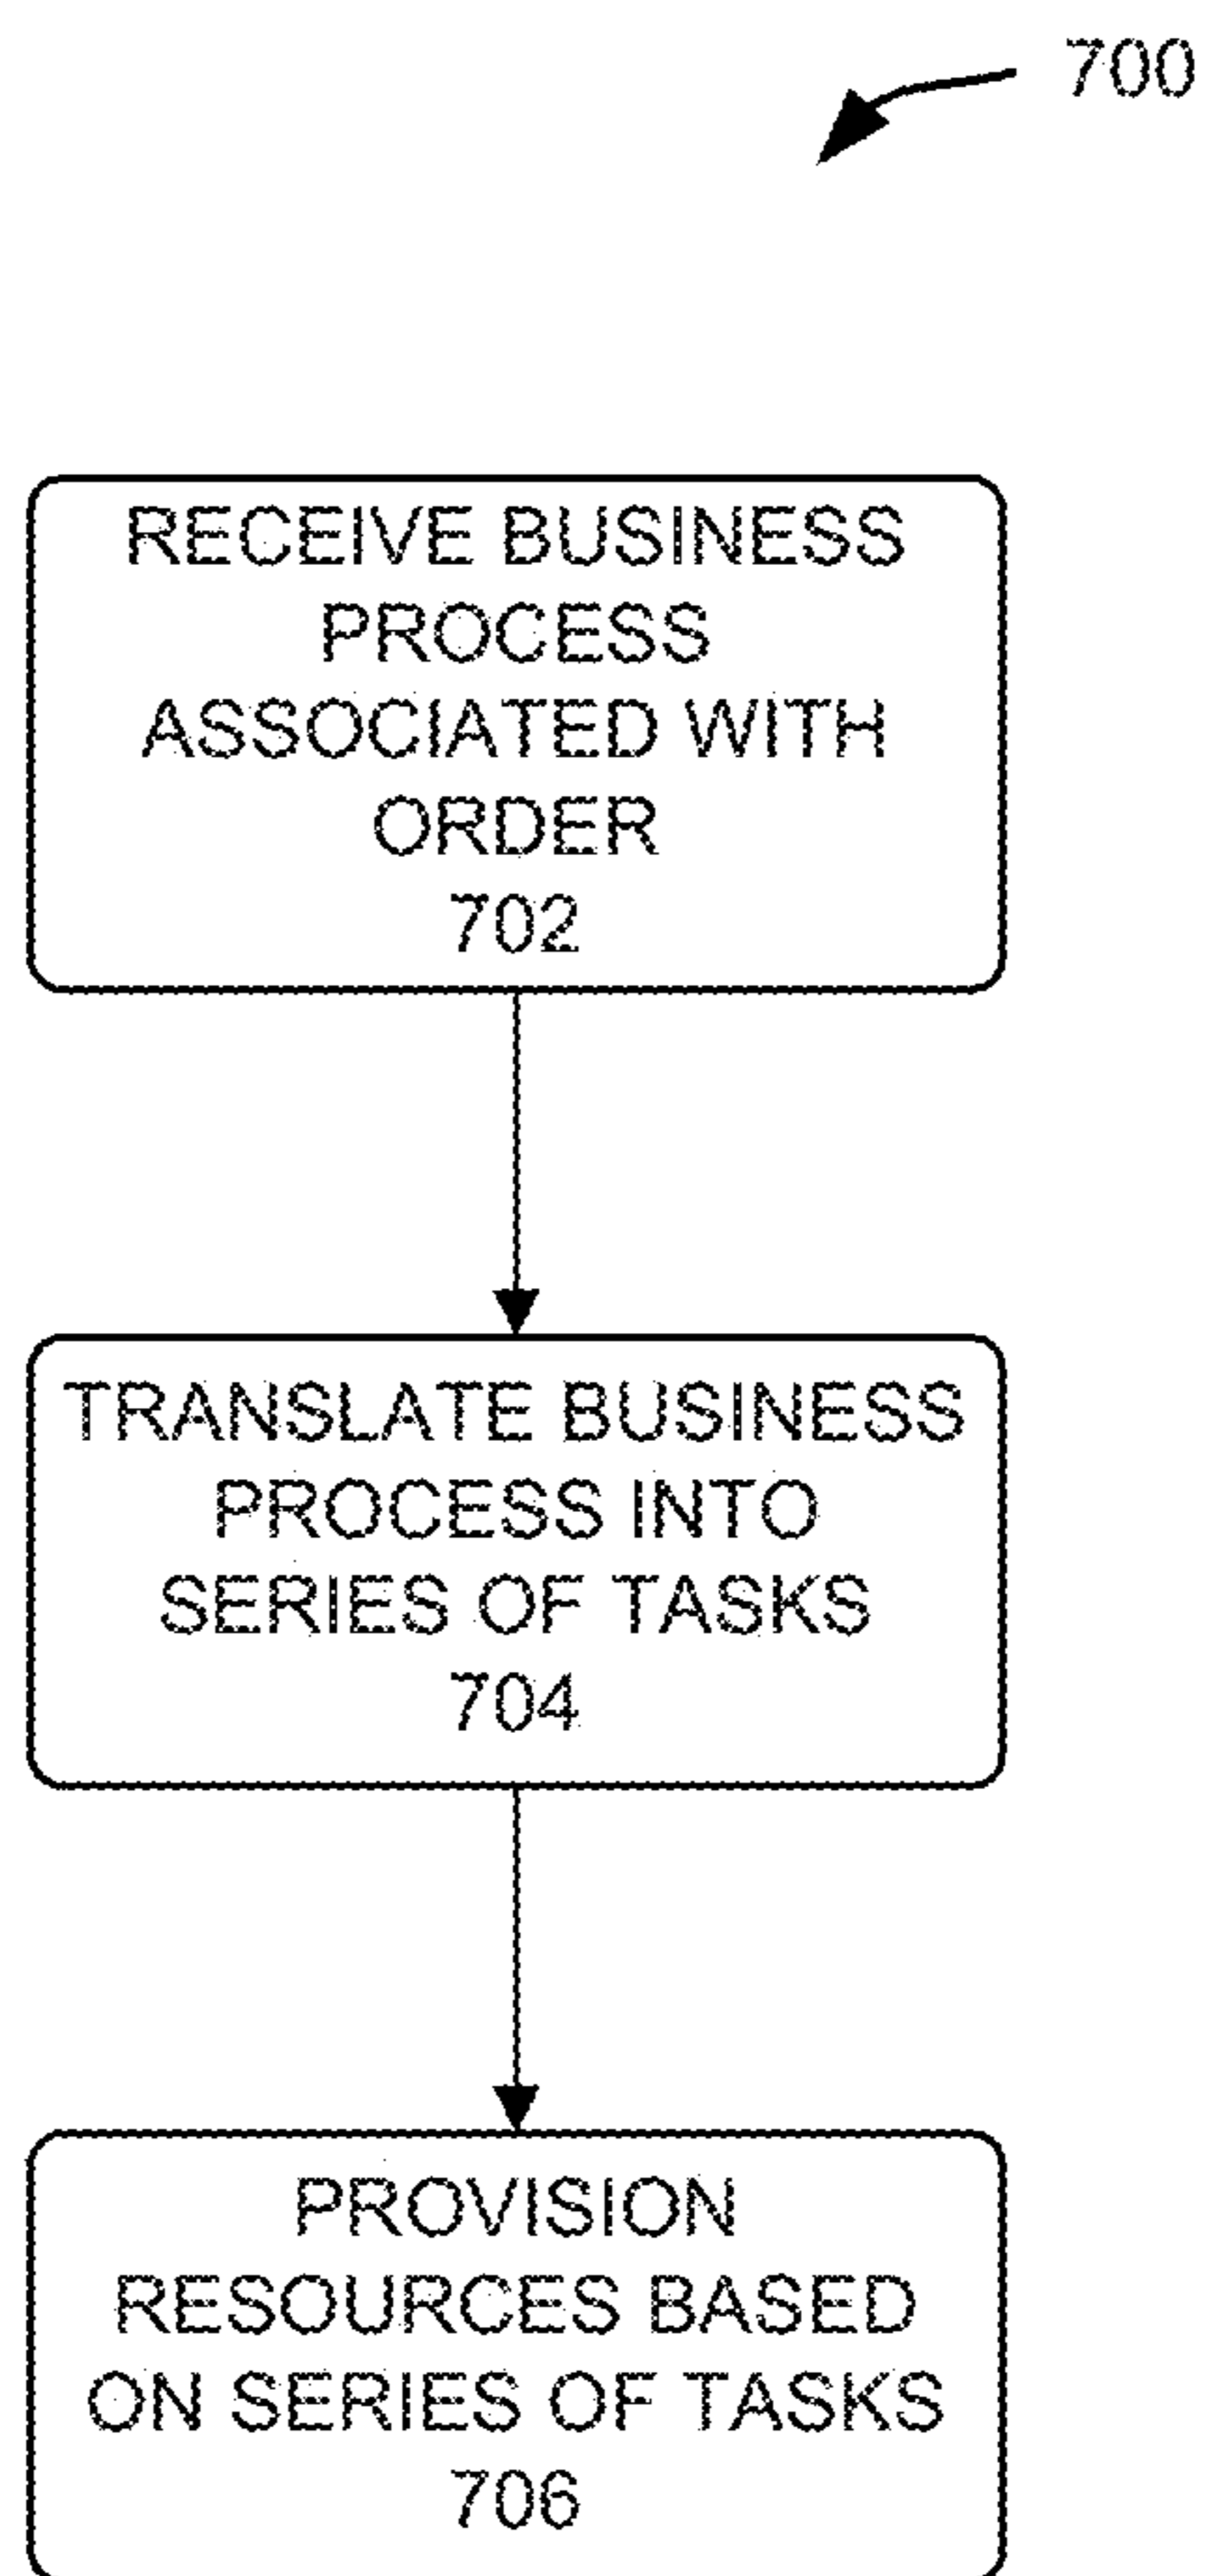 700
RECEIVE BUSINESS
PROCESS
ASSOCIATED WITH
ORDER
702
TRANSLATE BUSINESS
PROCESS INTO
SERIES OF TASKS
704
PROVISION
RESOURCES BASED
ON SERIES OF TASKS
706